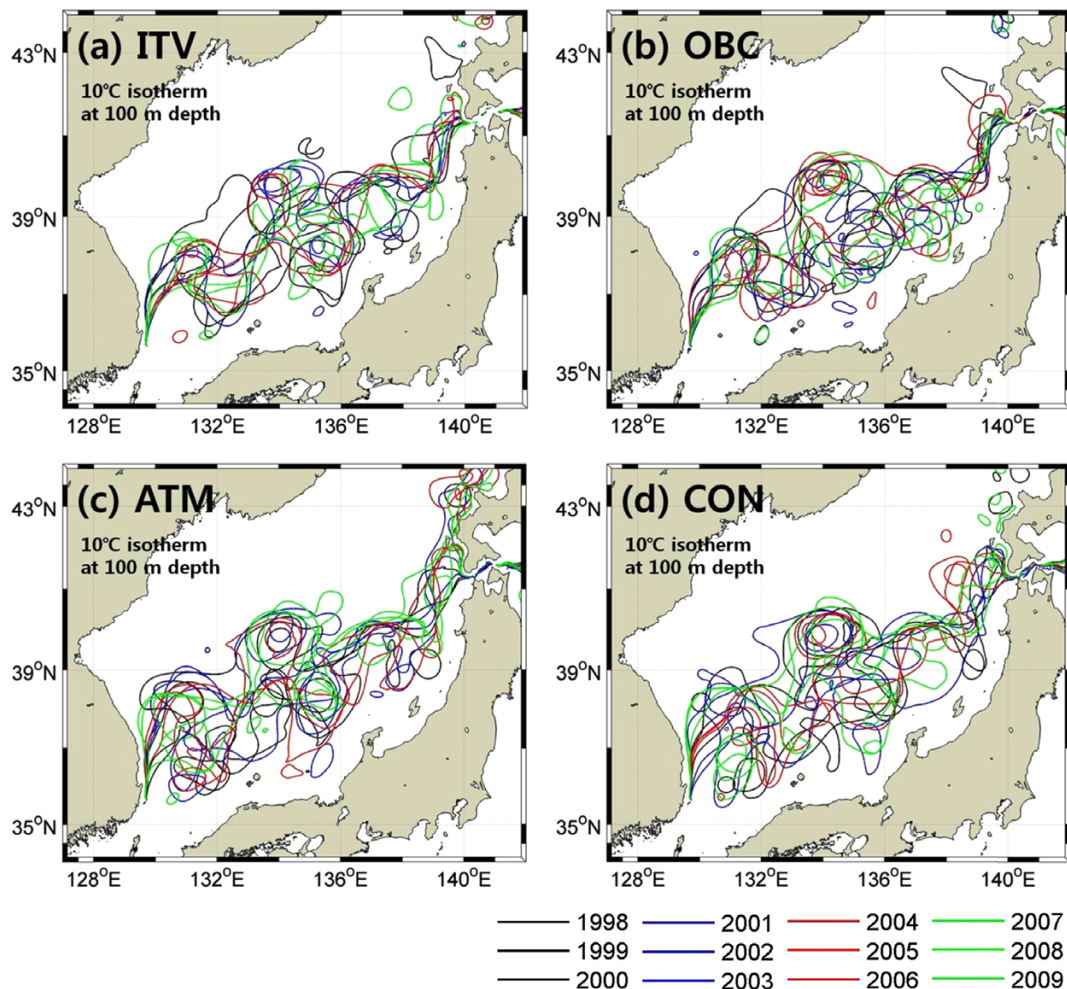 (a) ITV
10℃ isotherm
at 100 m depth
43°N
39°N
35°N
128°E
132°E
136°E
140°E
(b) OBC
10℃ isotherm
at 100 m depth
43°N
39°N
35°N
128°E
132°E
136°E
140°E
(c) ATM
10℃ isotherm
at 100 m depth
43°N
39°N
35°N
128°E
132°E
136°E
140°E
(d) CON
10℃ isotherm
at 100 m depth
43°N
39°N
35°N
128°E
132°E
136°E
140°E
1998 2001 2004 2007
1999 2002 2005 2008
2000 2003 2006 2009